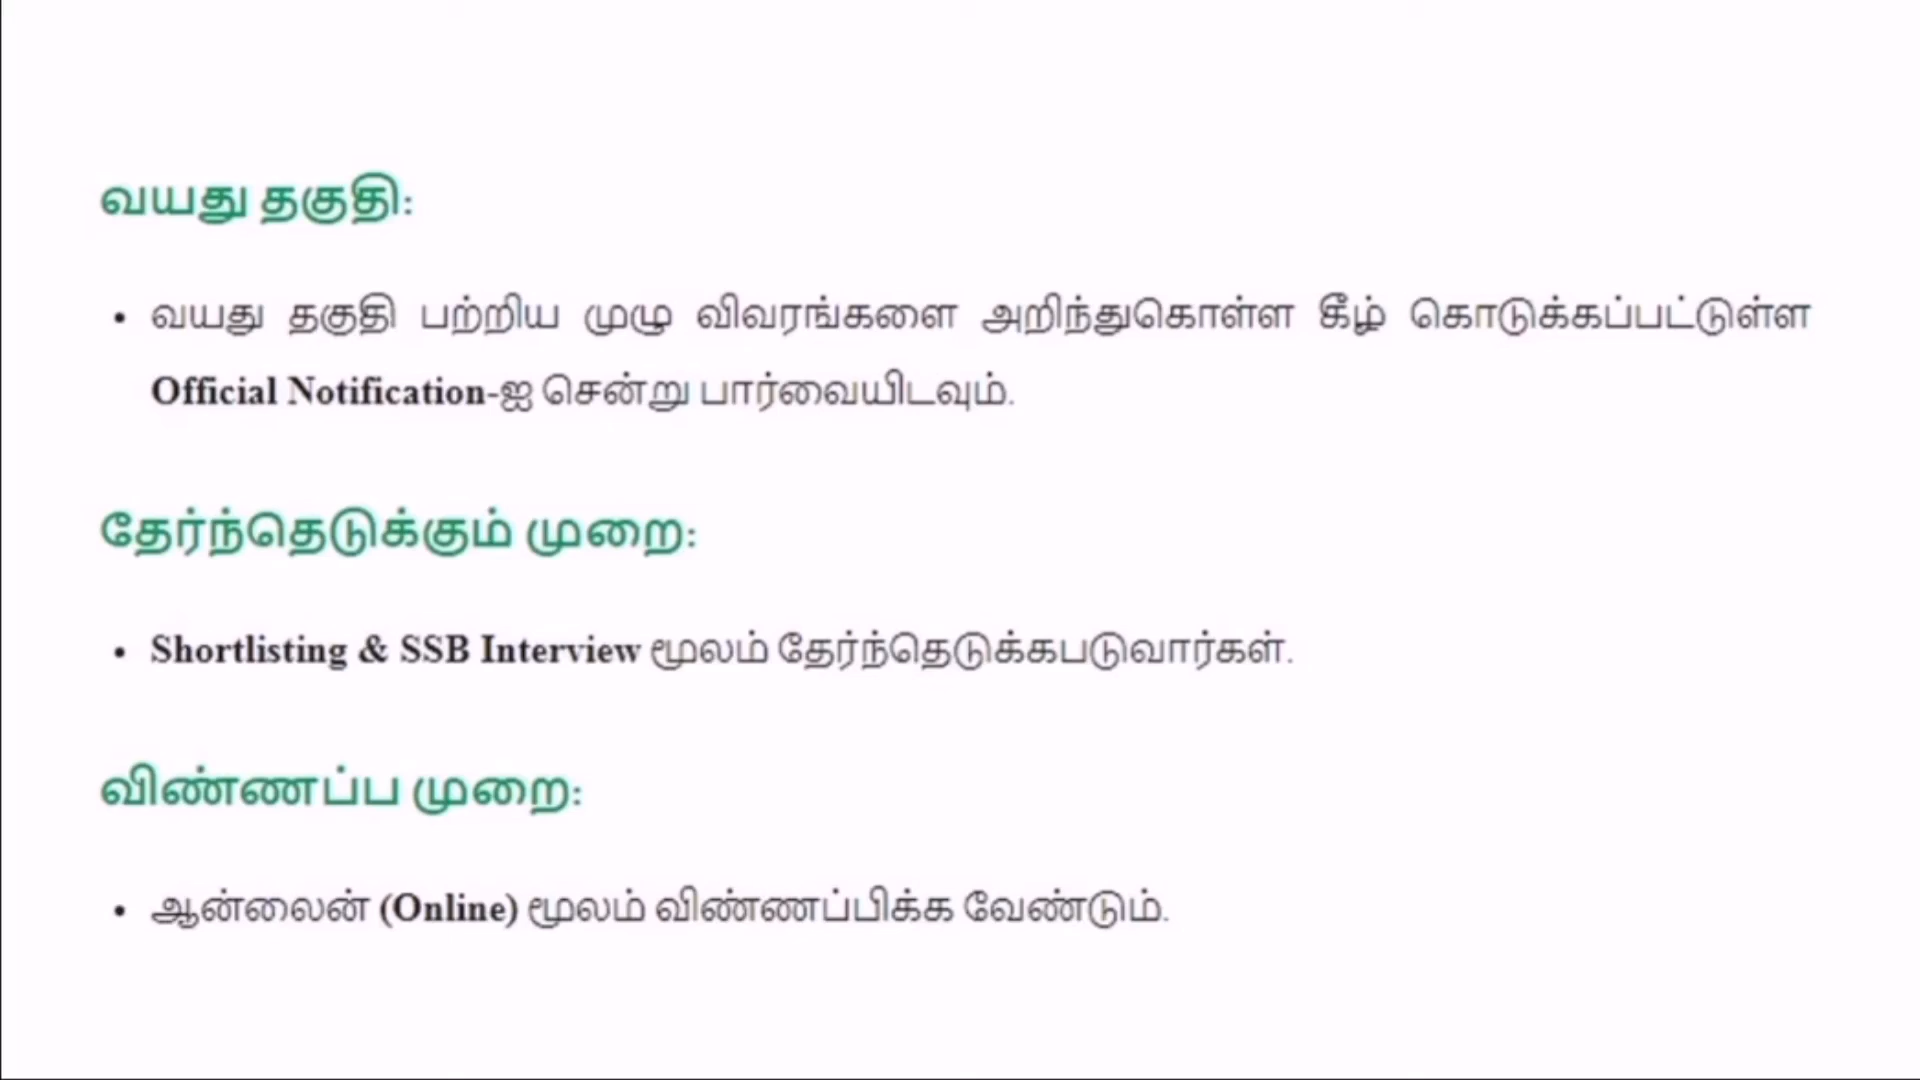 வயது தகுதி:
• வயது தகுதி பற்றிய முழு விவரங்களை அறிந்துகொள்ள கீழ் கொடுக்கப்பட்டுள்ள
Official Notification-ஐ சென்று பார்வையிடவும்.
தேர்ந்தெடுக்கும் முறை:
• Shortlisting & SSB Interview மூலம் தேர்ந்தெடுக்கபடுவார்கள்.
விண்ணப்ப முறை:
• ஆன்லைன் (Online) மூலம் விண்ணப்பிக்க வேண்டும்.